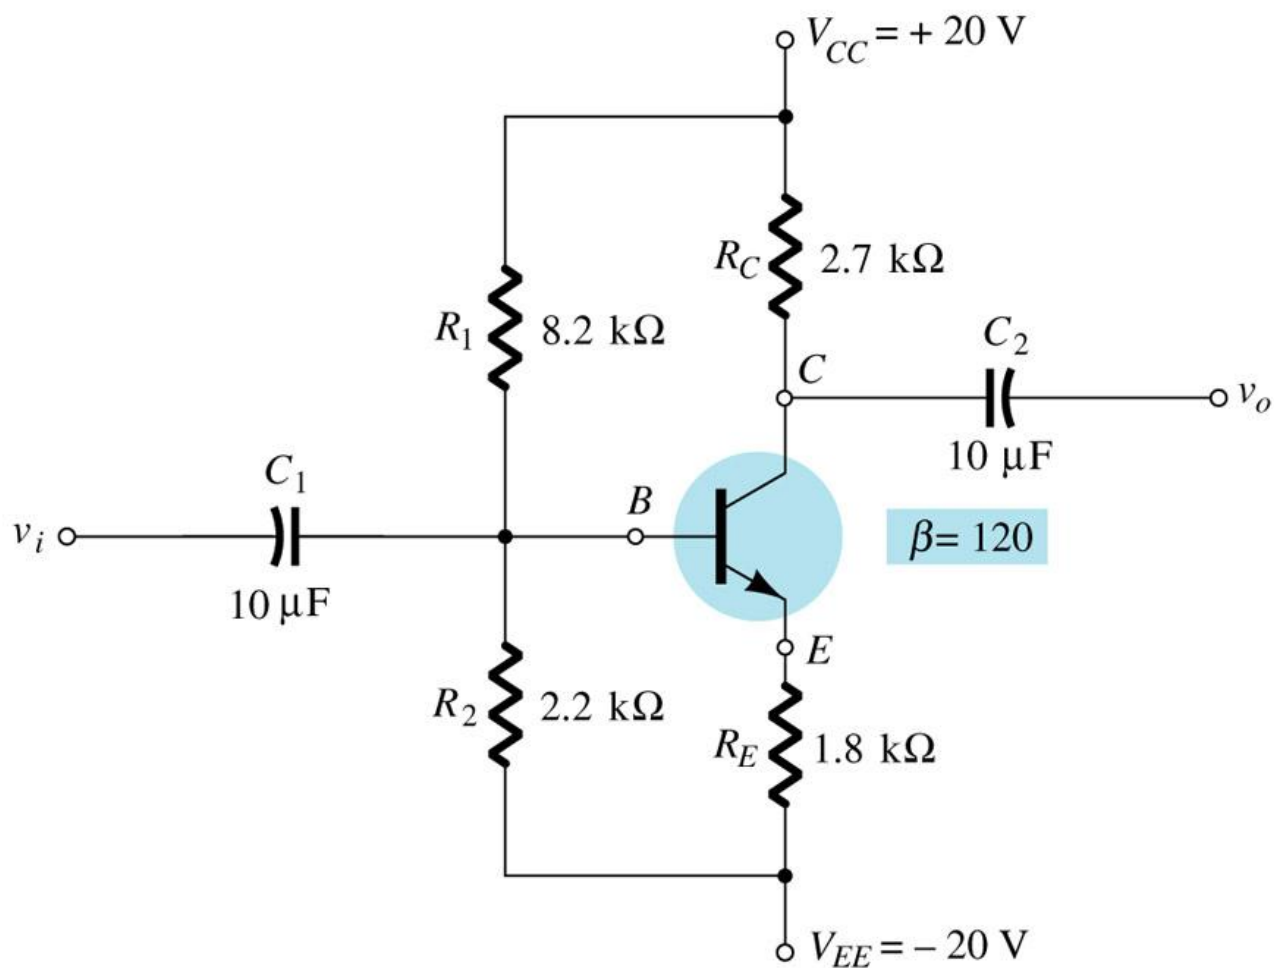 V_CC = + 20 V
R_C 2.7 kΩ
R_1 8.2 kΩ
C_2
C
v_o
10 μF
C_1
B
v_i
β= 120
10 μF
E
R_2 2.2 kΩ
R_E 1.8 kΩ
V_EE = – 20 V